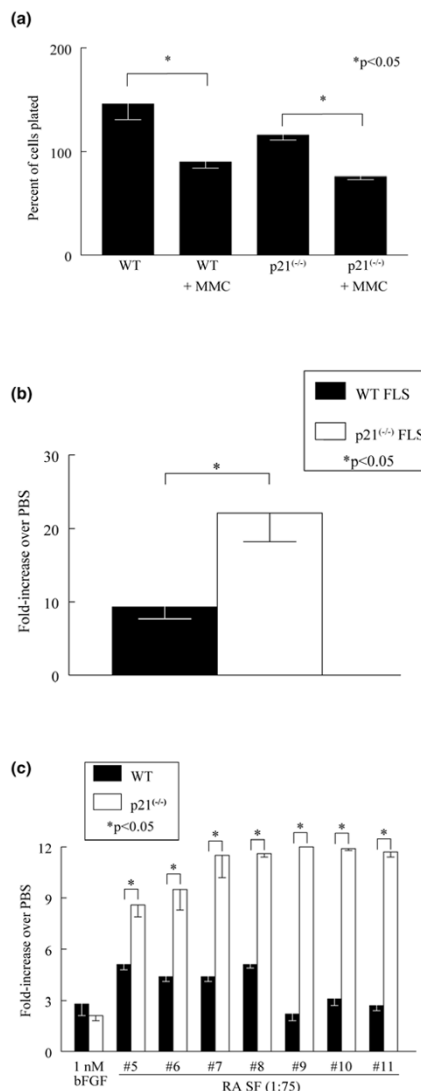 (a)
*p<0.05
Percent of cells plated
200
100
0
*
*
WT
WT
+ MMC
p21(-/-)
p21(-/-)
+ MMC
(b)
WT FLS
p21(-/-) FLS
*p<0.05
Fold-increase over PBS
30
20
10
0
*
(c)
WT
p21(-/-)
*p<0.05
Fold-increase over PBS
12
9
6
3
0
* * * * * * *
1 nM
bFGF
#5 #6 #7 #8 #9 #10 #11
RA SF (1:75)